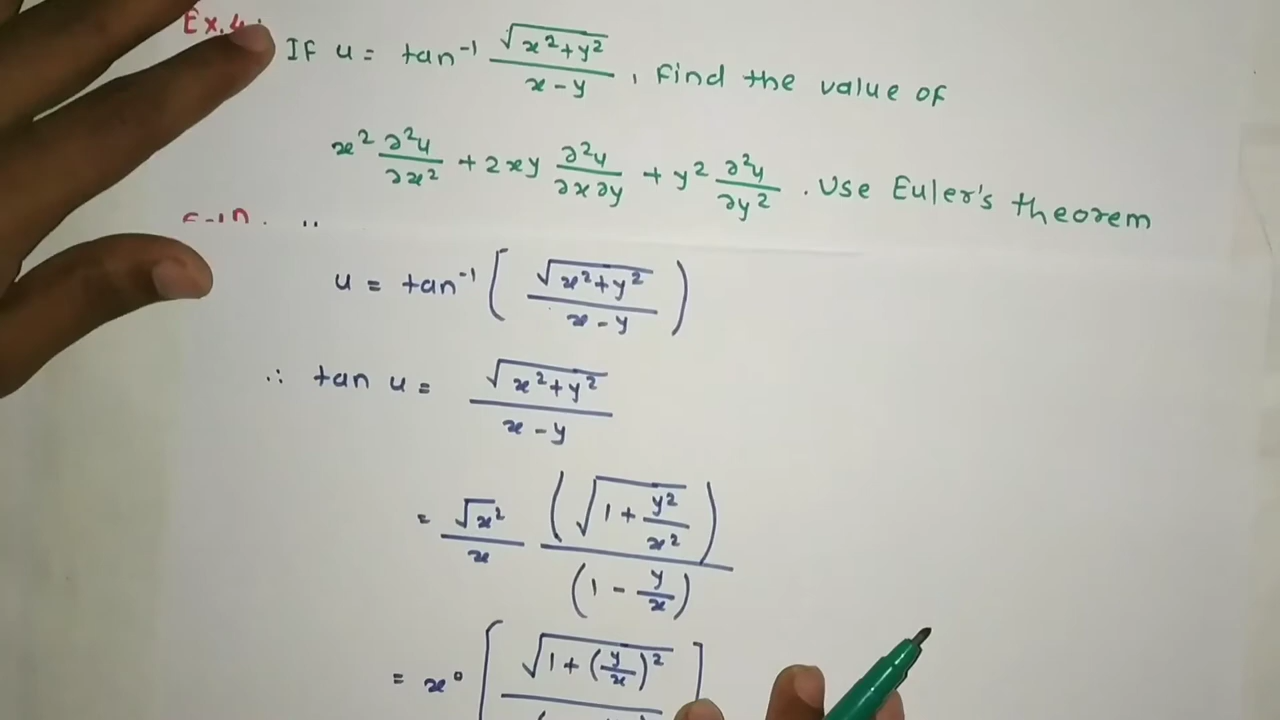 Ex.4:
If u = tan⁻¹ √(x²+y²) / (x-y) , find the value of
x² ∂²u/∂x² + 2xy ∂²u/∂x∂y + y² ∂²u/∂y² . Use Euler's theorem
u = tan⁻¹ ( √(x²+y²) / (x-y) )
∴ tan u = √(x²+y²) / (x-y)
= √x² / x (√(1 + y²/x²)) / (1 - y/x)
= x⁰ [ √(1+(y/x)²)